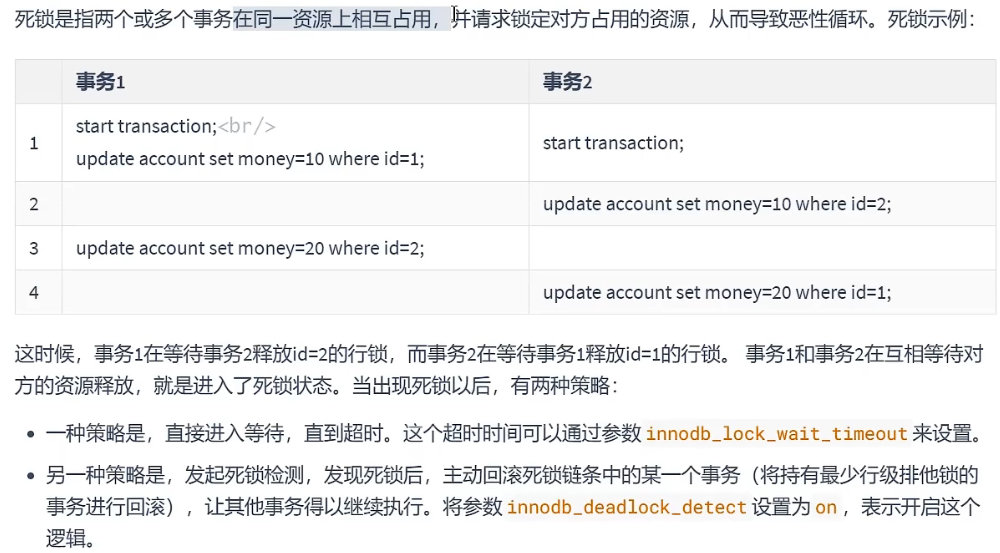 死锁是指两个或多个事务在同一资源上相互占用，并请求锁定对方占用的资源，从而导致恶性循环。死锁示例：
事务1 事务2
1 start transaction;<br/> start transaction;
update account set money=10 where id=1;
2 update account set money=10 where id=2;
3 update account set money=20 where id=2;
4 update account set money=20 where id=1;
这时候，事务1在等待事务2释放id=2的行锁，而事务2在等待事务1释放id=1的行锁。 事务1和事务2在互相等待对
方的资源释放，就是进入了死锁状态。当出现死锁以后，有两种策略：
• 一种策略是，直接进入等待，直到超时。这个超时时间可以通过参数 innodb_lock_wait_timeout 来设置。
• 另一种策略是，发起死锁检测，发现死锁后，主动回滚死锁链条中的某一个事务（将持有最少行级排他锁的
事务进行回滚），让其他事务得以继续执行。将参数 innodb_deadlock_detect 设置为 on ，表示开启这个
逻辑。